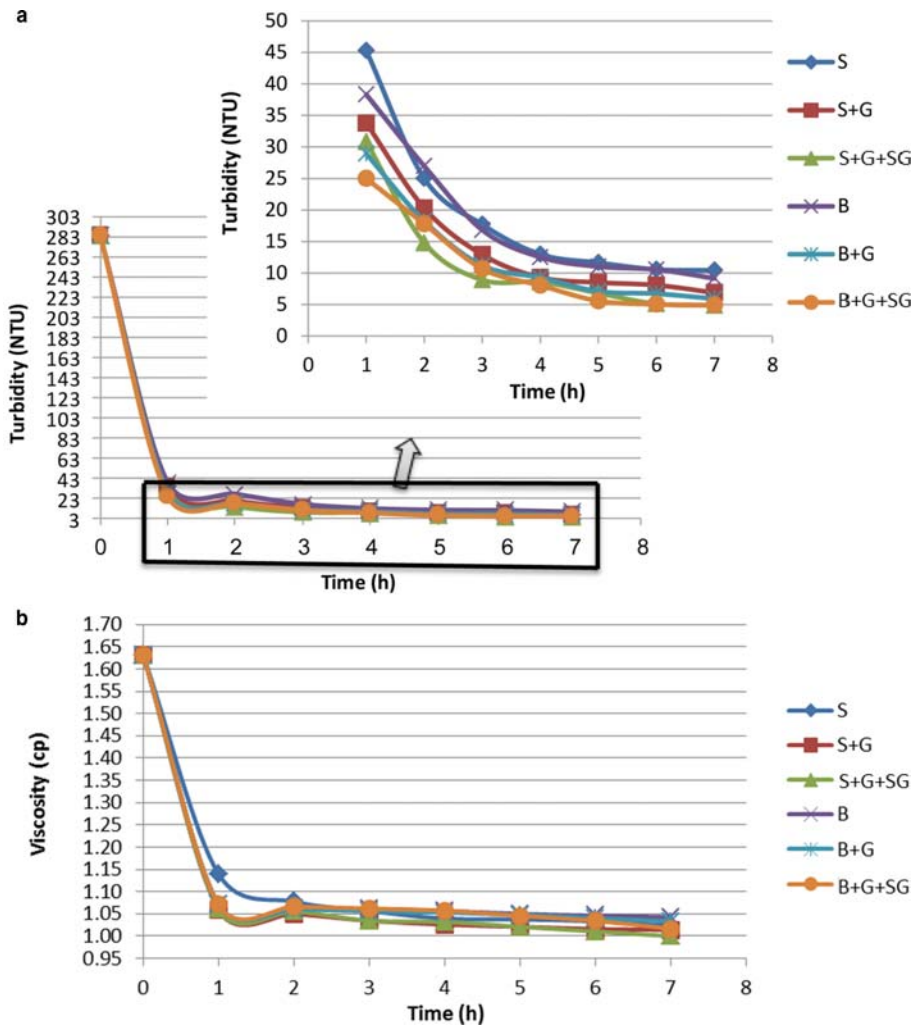 a
Turbidity (NTU)
50
45
40
35
30
25
20
15
10
5
0
0 1 2 3 4 5 6 7 8
Time (h)
S
S+G
S+G+SG
B
B+G
B+G+SG
Turbidity (NTU)
303
283
263
243
223
203
183
163
143
123
103
83
63
43
23
3
0 1 2 3 4 5 6 7 8
Time (h)
b
Viscosity (cp)
1.70
1.65
1.60
1.55
1.50
1.45
1.40
1.35
1.30
1.25
1.20
1.15
1.10
1.05
1.00
0.95
0 1 2 3 4 5 6 7 8
Time (h)
S
S+G
S+G+SG
B
B+G
B+G+SG